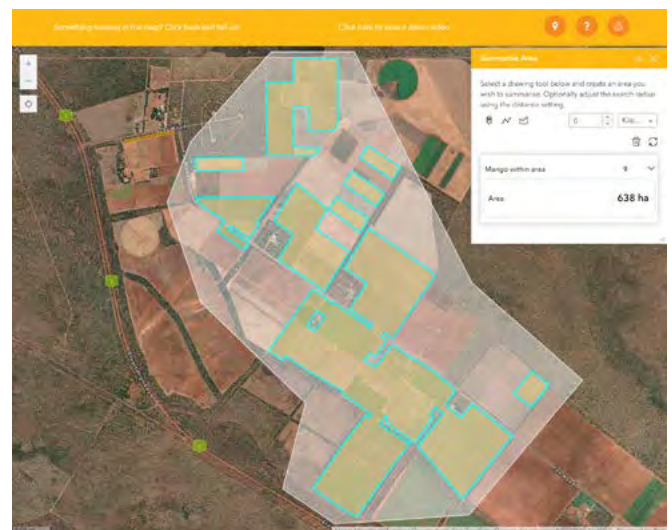 Something missing in the map? Click here and tell us!
Click here to watch demo video
?
Summarise Area
Select a drawing tool below and create an area you
wish to summarise. Optionally adjust the search radius
using the distance setting.
0
Mango within area
9
Area
638 ha